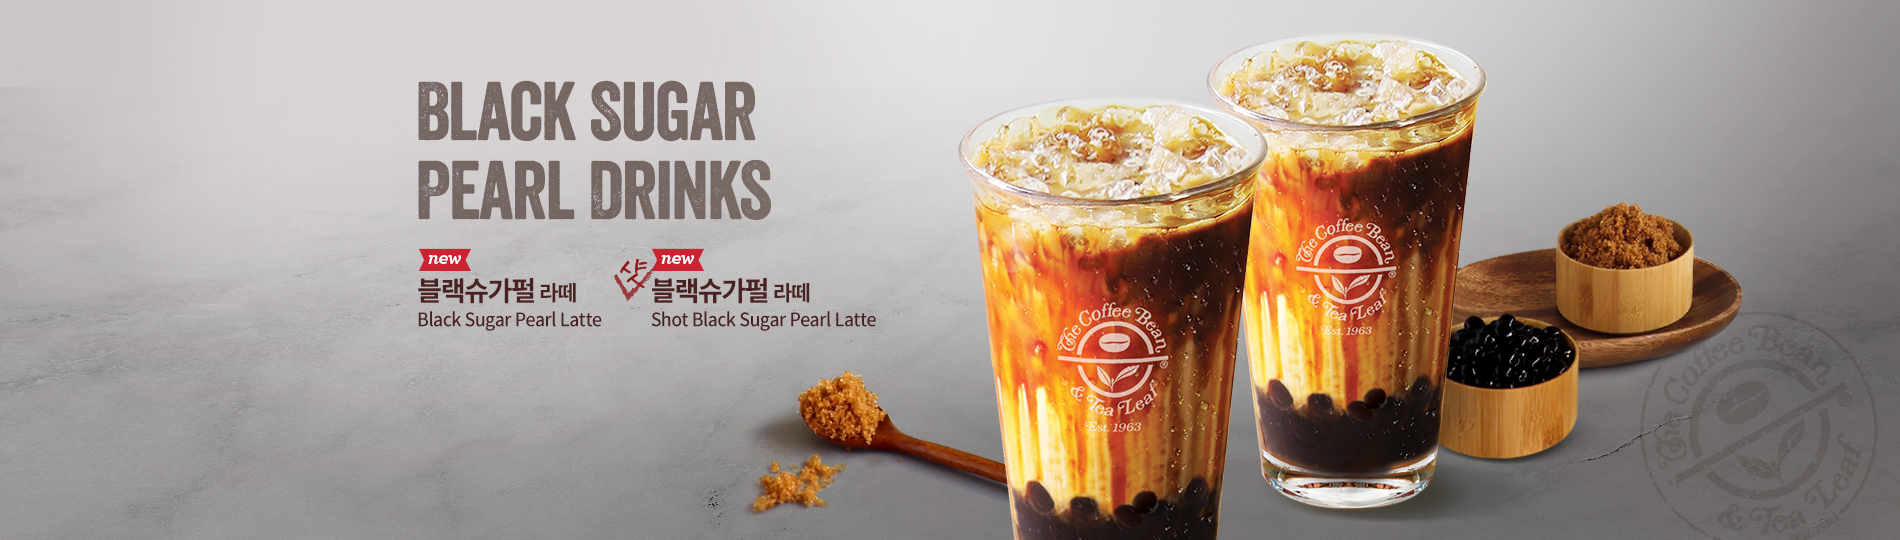 BLACK SUGAR
PEARL DRINKS
new
블랙슈가펄 라떼
Black Sugar Pearl Latte
new
샷 블랙슈가펄 라떼
Shot Black Sugar Pearl Latte
The Coffee Bean
& Tea Leaf
®
Est. 1963
The Coffee Bean
& Tea Leaf
®
Est. 1963
The Coffee Bean
& Tea Leaf
®